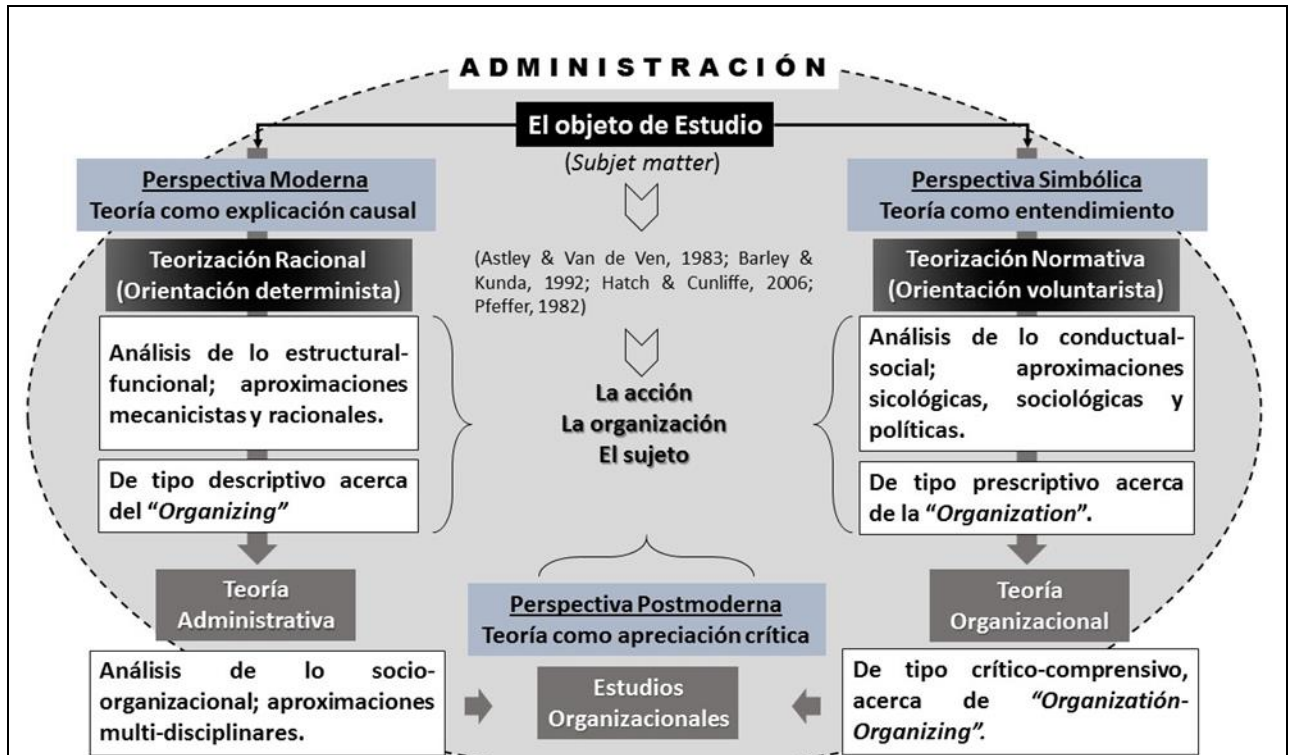 ADMINISTRACIÓN
El objeto de Estudio
(Subjet matter)
Perspectiva Moderna
Teoría como explicación causal
Teorización Racional
(Orientación determinista)
Análisis de lo estructural-
funcional; aproximaciones
mecanicistas y racionales.
De tipo descriptivo acerca
del “Organizing”
Teoría
Administrativa
Análisis de lo socio-
organizacional; aproximaciones
multi-disciplinares.
(Astley & Van de Ven, 1983; Barley &
Kunda, 1992; Hatch & Cunliffe, 2006;
Pfeffer, 1982)
La acción
La organización
El sujeto
Perspectiva Postmoderna
Teoría como apreciación crítica
Estudios
Organizacionales
Perspectiva Simbólica
Teoría como entendimiento
Teorización Normativa
(Orientación voluntarista)
Análisis de lo conductual-
social; aproximaciones
sicológicas, sociológicas y
políticas.
De tipo prescriptivo acerca
de la “Organization”.
Teoría
Organizacional
De tipo crítico-comprensivo,
acerca de “Organizatión-
Organizing”.